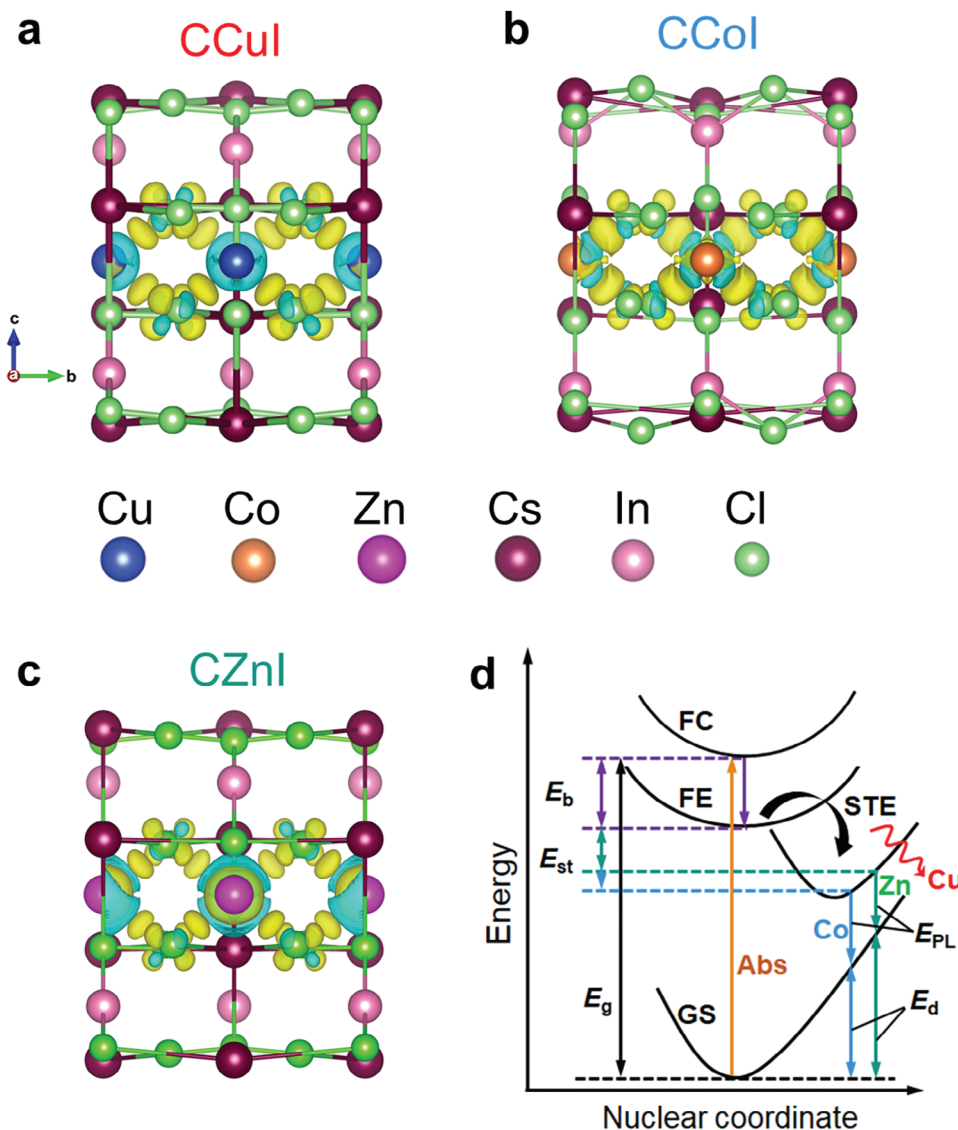 a
CCuI
b
CCoI
c
a
b
Cu Co Zn Cs In Cl
c
CZnI
d
FC
FE
STE
Eb
Est
Cu
Zn
Co
EPL
Abs
Eg
GS
Ed
Energy
Nuclear coordinate